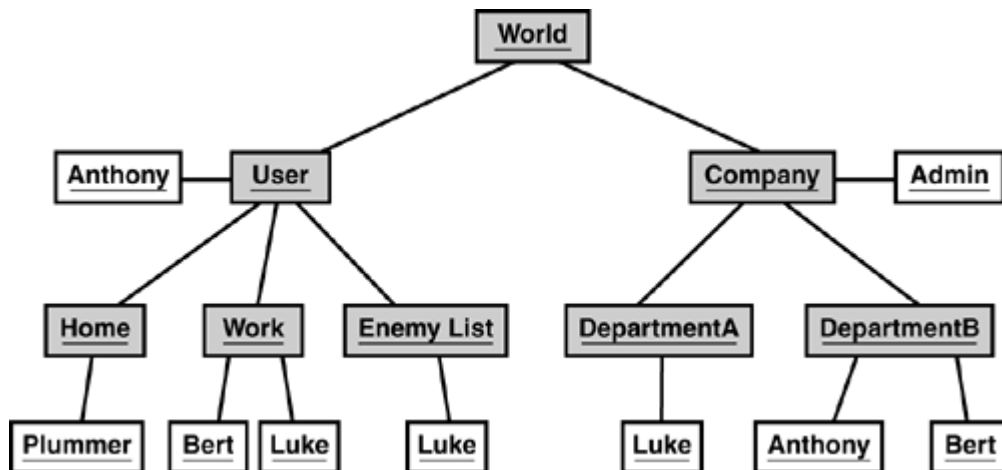 World
Anthony
User
Company
Admin
Home
Work
Enemy List
DepartmentA
DepartmentB
Plummer
Bert
Luke
Luke
Luke
Anthony
Bert